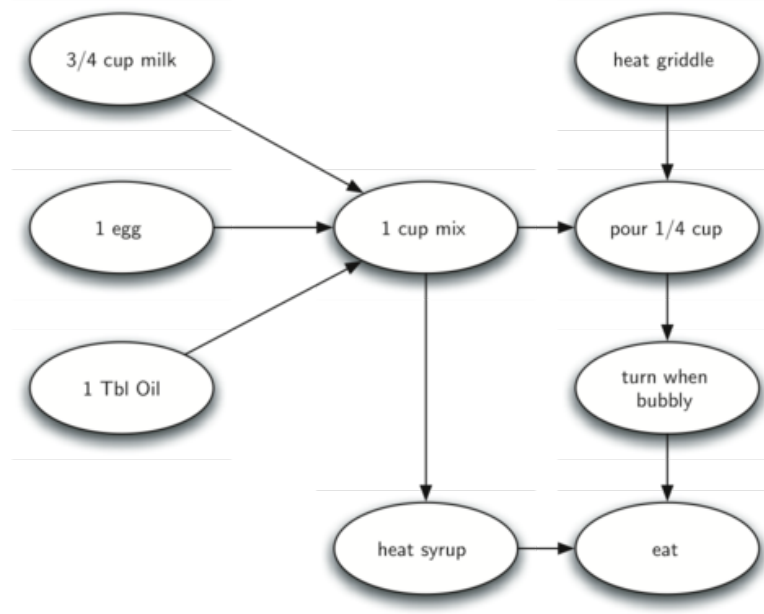 3/4 cup milk
heat griddle
1 egg
1 cup mix
pour 1/4 cup
1 Tbl Oil
turn when
bubbly
heat syrup
eat